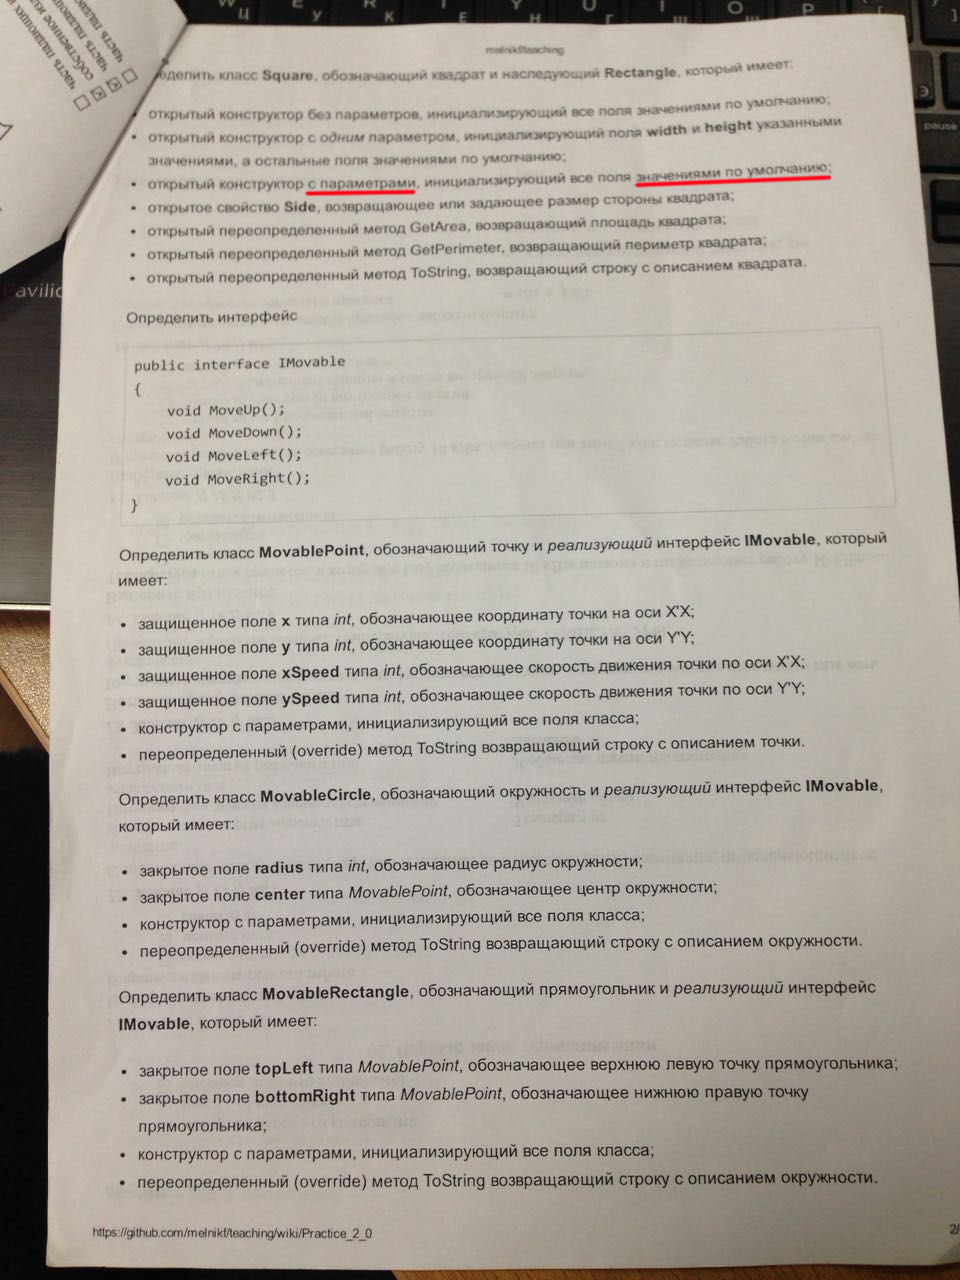 melnikf/teaching
еделить класс Square, обозначающий квадрат и наследующий Rectangle, который имеет:
• открытый конструктор без параметров, инициализирующий все поля значениями по умолчанию;
• открытый конструктор с одним параметром, инициализирующий поля width и height указанными
значениями, а остальные поля значениями по умолчанию;
• открытый конструктор с параметрами, инициализирующий все поля значениями по умолчанию;
• открытое свойство Side, возвращающее или задающее размер стороны квадрата;
• открытый переопределенный метод GetArea, возвращающий площадь квадрата;
• открытый переопределенный метод GetPerimeter, возвращающий периметр квадрата;
• открытый переопределенный метод ToString, возвращающий строку с описанием квадрата.
Определить интерфейс
public interface IMovable
{
void MoveUp();
void MoveDown();
void MoveLeft();
void MoveRight();
}
Определить класс MovablePoint, обозначающий точку и реализующий интерфейс IMovable, который
имеет:
• защищенное поле x типа int, обозначающее координату точки на оси X'X;
• защищенное поле y типа int, обозначающее координату точки на оси Y'Y;
• защищенное поле xSpeed типа int, обозначающее скорость движения точки по оси X'X;
• защищенное поле ySpeed типа int, обозначающее скорость движения точки по оси Y'Y;
• конструктор с параметрами, инициализирующий все поля класса;
• переопределенный (override) метод ToString возвращающий строку с описанием точки.
Определить класс MovableCircle, обозначающий окружность и реализующий интерфейс IMovable,
который имеет:
• закрытое поле radius типа int, обозначающее радиус окружности;
• закрытое поле center типа MovablePoint, обозначающее центр окружности;
• конструктор с параметрами, инициализирующий все поля класса;
• переопределенный (override) метод ToString возвращающий строку с описанием окружности.
Определить класс MovableRectangle, обозначающий прямоугольник и реализующий интерфейс
IMovable, который имеет:
• закрытое поле topLeft типа MovablePoint, обозначающее верхнюю левую точку прямоугольника;
• закрытое поле bottomRight типа MovablePoint, обозначающее нижнюю правую точку
прямоугольника;
• конструктор с параметрами, инициализирующий все поля класса;
• переопределенный (override) метод ToString возвращающий строку с описанием окружности.
https://github.com/melnikf/teaching/wiki/Practice_2_0
2/
Pavilio
pause